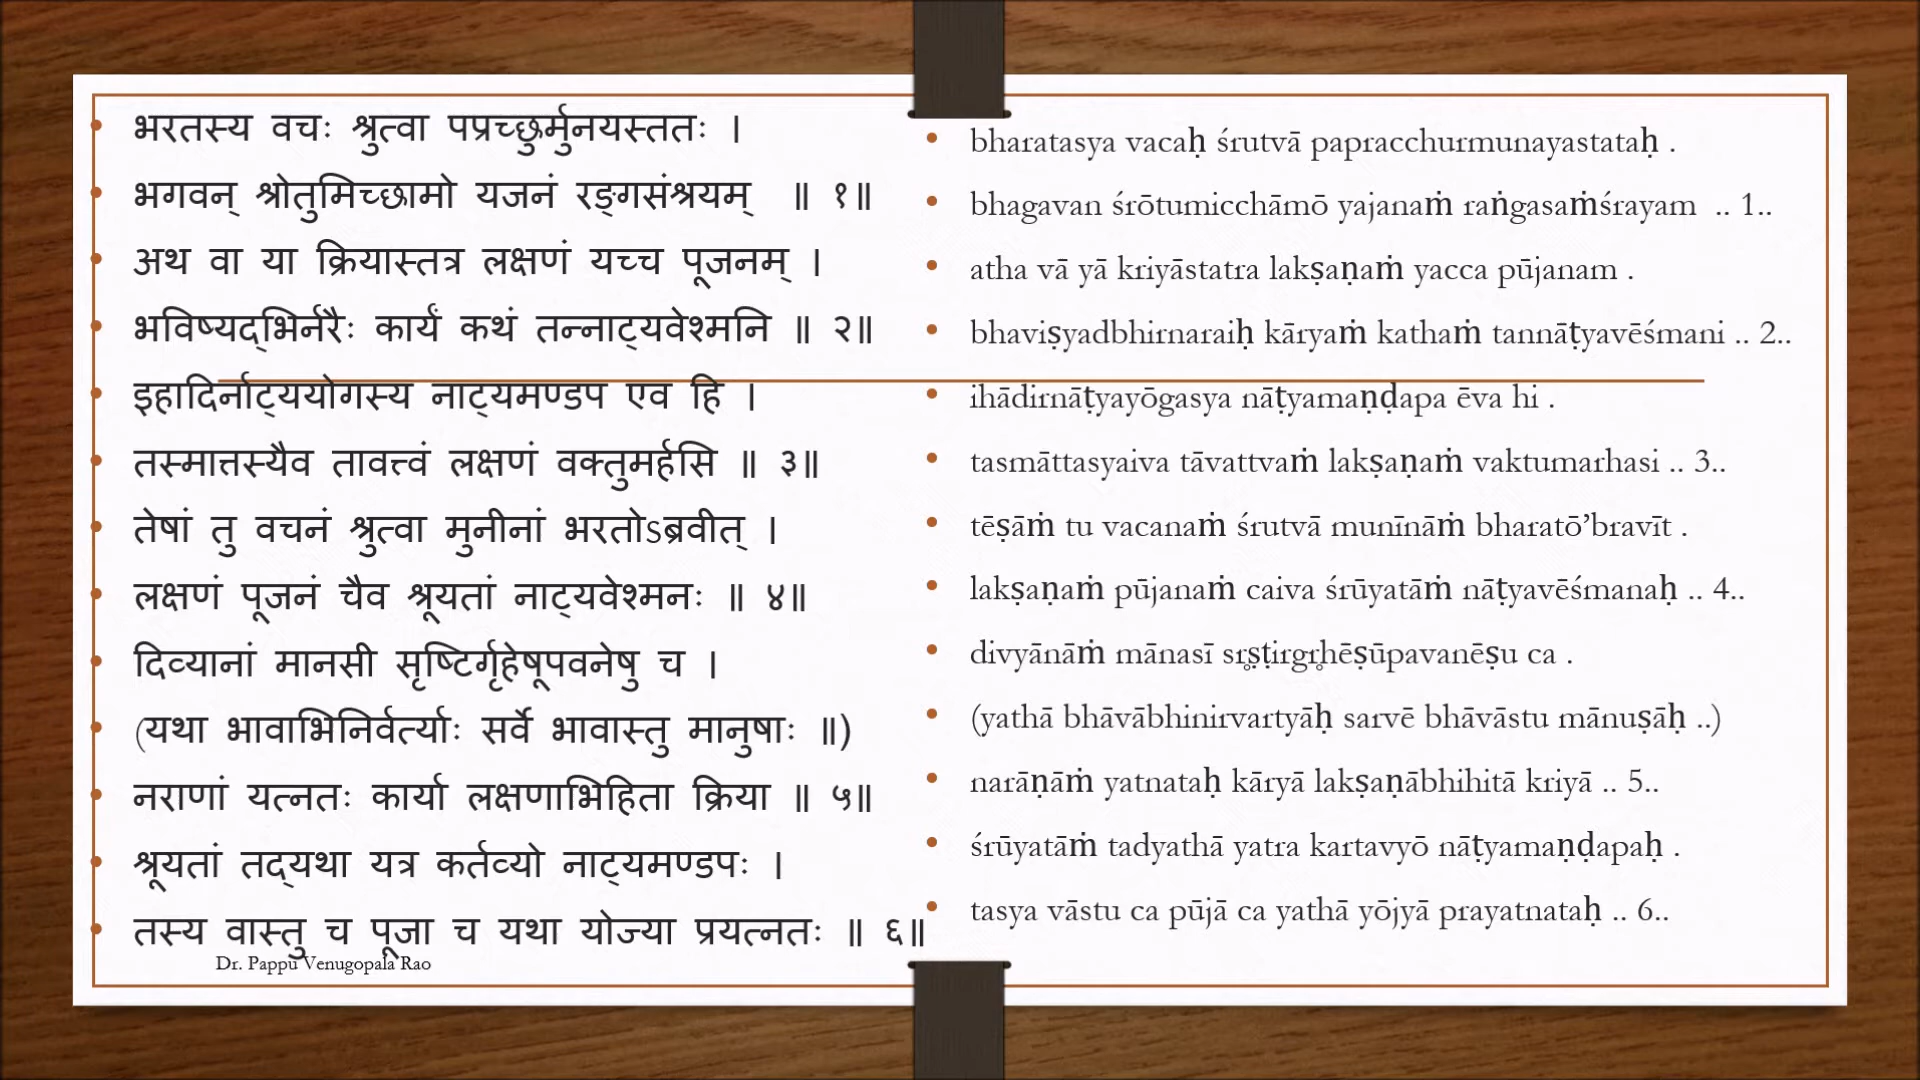 भरतस्य वचः श्रुत्वा पप्रच्छुर्मुनयस्ततः ।
भगवन् श्रोतुमिच्छामो यजनं रङ्गसंश्रयम् ॥ १॥
अथ वा या क्रियास्तत्र लक्षणं यच्च पूजनम् ।
भविष्यद्भिर्नरैः कार्यं कथं तन्नाट्यवेश्मनि ॥ २॥
इहादिर्नाट्ययोगस्य नाट्यमण्डप एव हि ।
तस्मात्तस्यैव तावत्त्वं लक्षणं वक्तुमर्हसि ॥ ३॥
तेषां तु वचनं श्रुत्वा मुनीनां भरतोऽब्रवीत् ।
लक्षणं पूजनं चैव श्रूयतां नाट्यवेश्मनः ॥ ४॥
दिव्यानां मानसी सृष्टिर्गृहेषूपवनेषु च ।
(यथा भावाभिनिर्वर्त्याः सर्वे भावास्तु मानुषाः ॥)
नराणां यत्नतः कार्या लक्षणाभिहिता क्रिया ॥ ५॥
श्रूयतां तद्यथा यत्र कर्तव्यो नाट्यमण्डपः ।
तस्य वास्तु च पूजा च यथा योज्या प्रयत्नतः ॥ ६॥
bharatasya vacaḥ śrutvā papracchurmunayastataḥ .
bhagavan śrōtumicchāmō yajanaṁ raṅgasaṁśrayam .. 1..
atha vā yā kriyāstatra lakṣaṇaṁ yacca pūjanam .
bhaviṣyadbhirnaraiḥ kāryaṁ kathaṁ tannāṭyavēśmani .. 2..
ihādirnāṭyayōgasya nāṭyamaṇḍapa ēva hi .
tasmāttasyaiva tāvattvaṁ lakṣaṇaṁ vaktumarhasi .. 3..
tēṣāṁ tu vacanaṁ śrutvā munīnāṁ bharatō’bravīt .
lakṣaṇaṁ pūjanaṁ caiva śrūyatāṁ nāṭyavēśmanaḥ .. 4..
divyānāṁ mānasī sr̥ṣṭirgr̥hēṣūpavanēṣu ca .
(yathā bhāvābhinirvartyāḥ sarvē bhāvāstu mānuṣāḥ ..)
narāṇāṁ yatnataḥ kāryā lakṣaṇābhihitā kriyā .. 5..
śrūyatāṁ tadyathā yatra kartavyō nāṭyamaṇḍapaḥ .
tasya vāstu ca pūjā ca yathā yōjyā prayatnataḥ .. 6..
Dr. Pappu Venugopala Rao